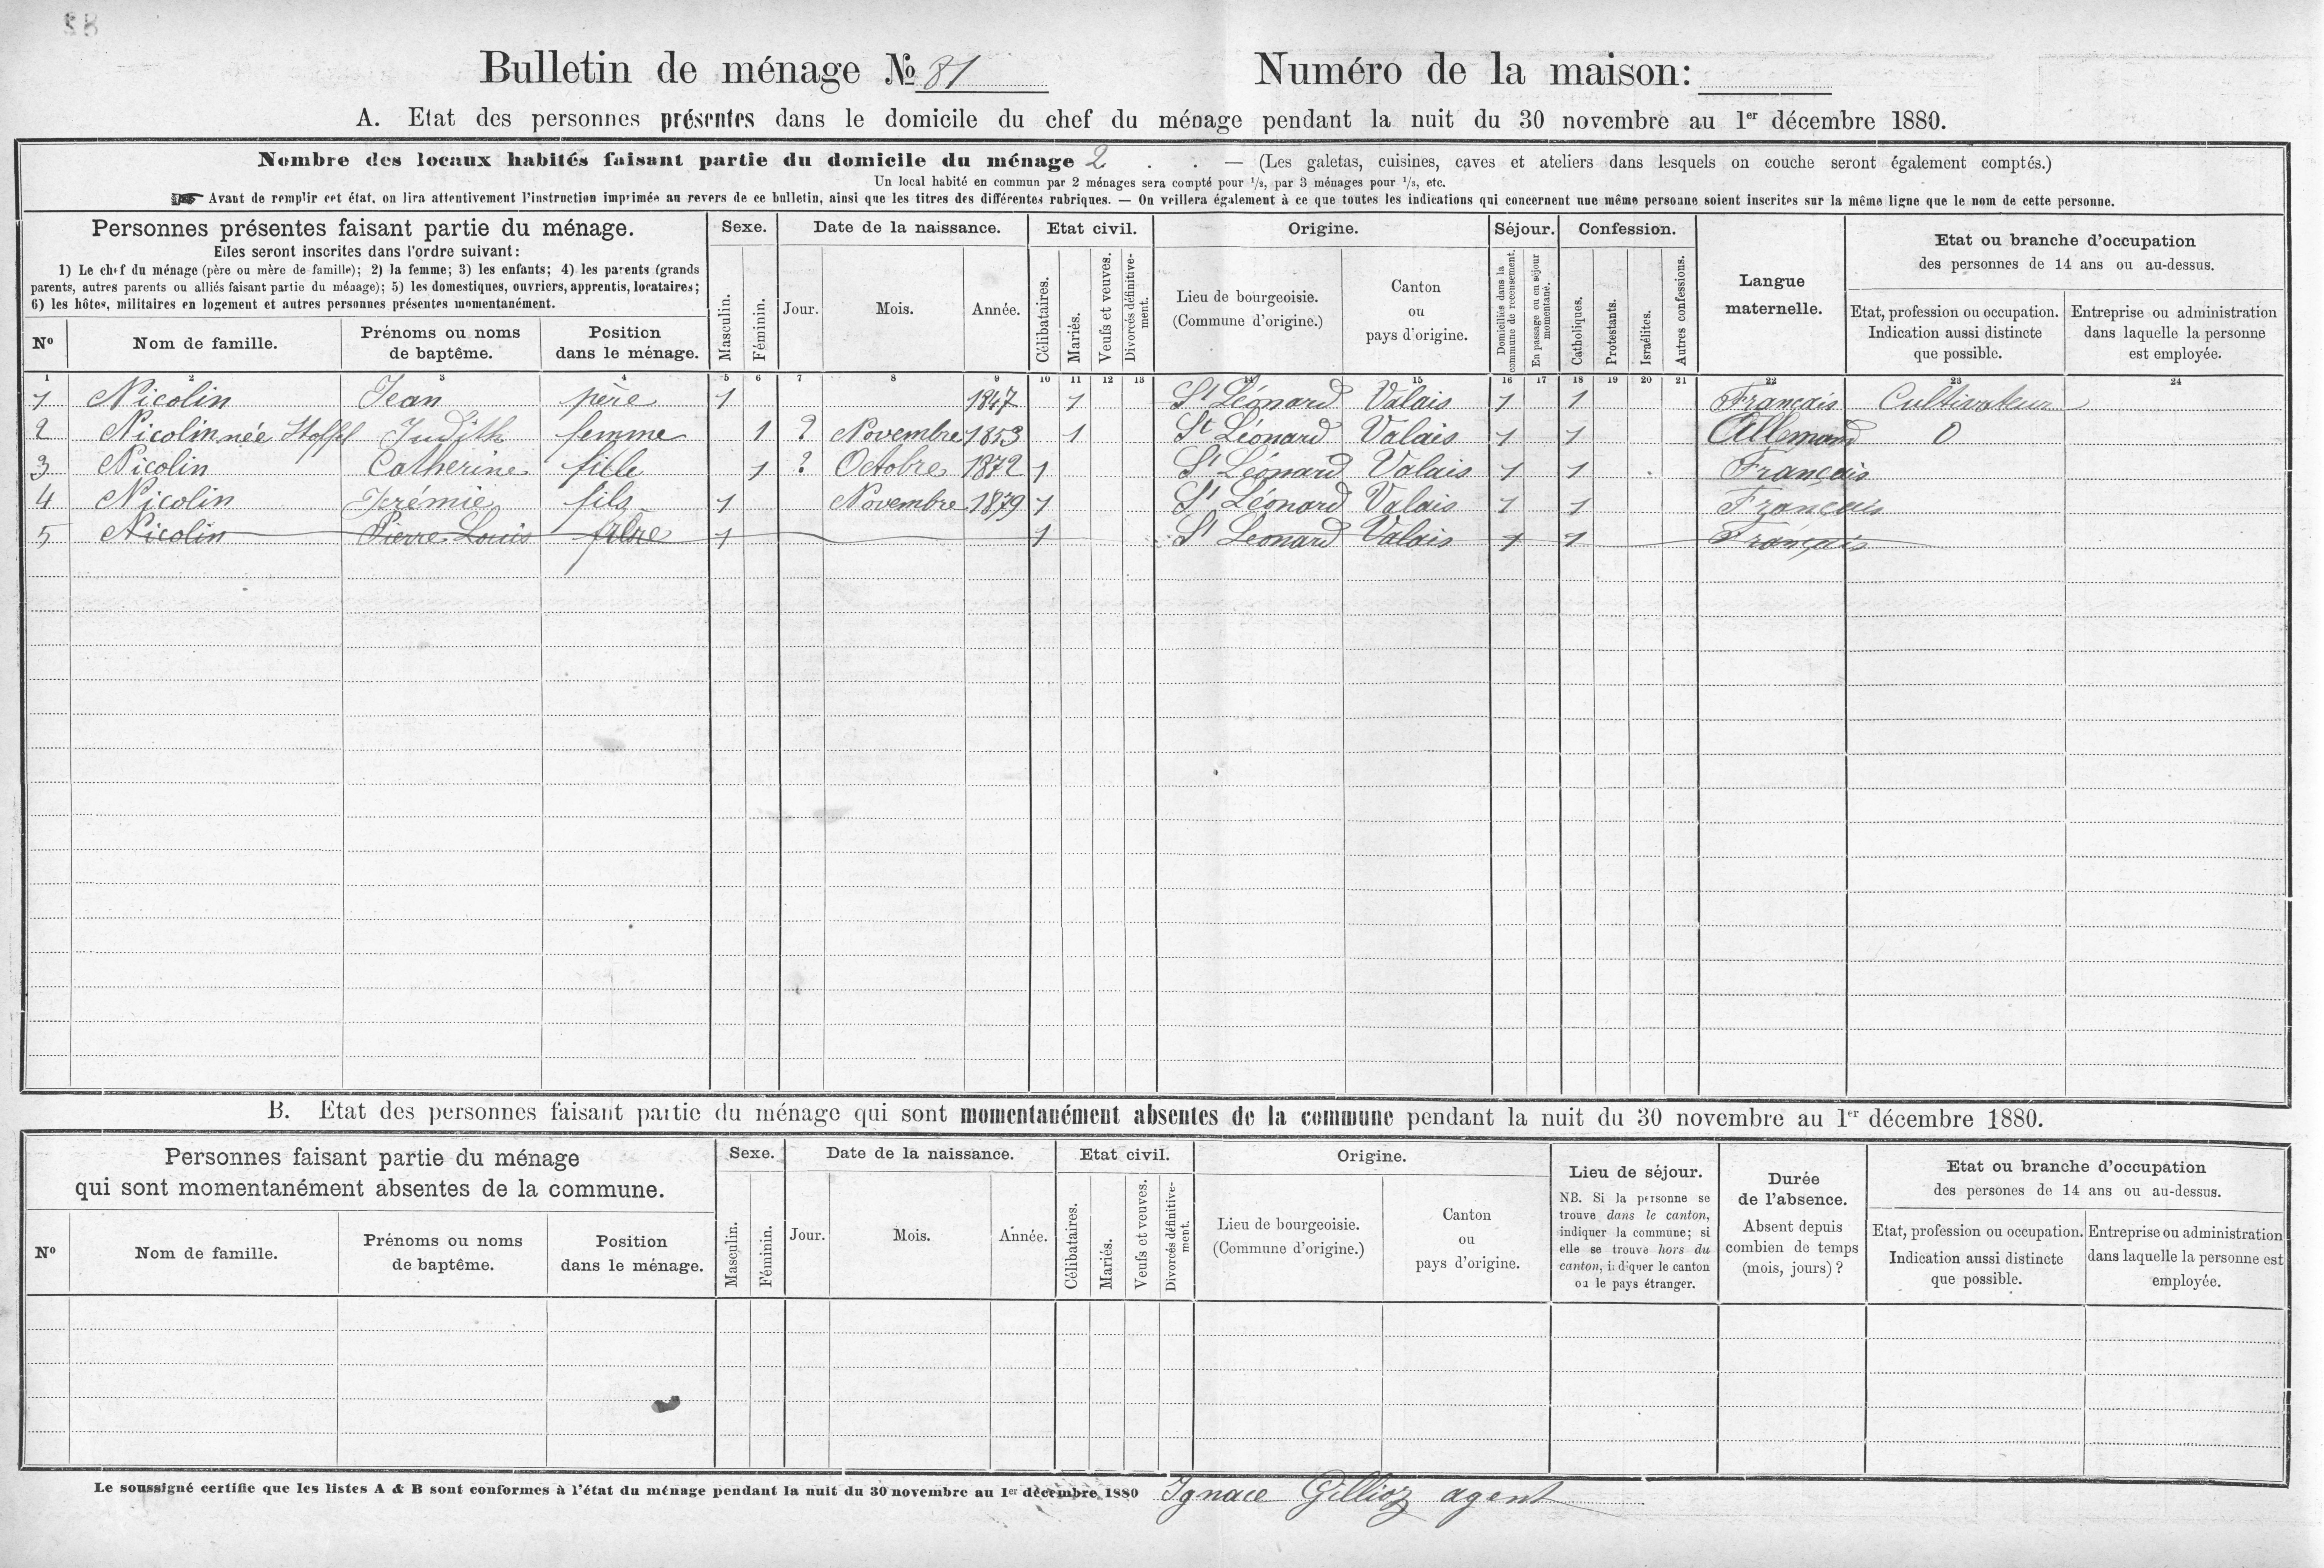 Bulletin de ménage No 81
Numéro de la maison:
A. Etat des personnes présentes dans le domicile du chef du ménage pendant la nuit du 30 novembre au 1er décembre 1880.
Nombre des locaux habités faisant partie du domicile du ménage 2 . . — (Les galetas, cuisines, caves et ateliers dans lesquels on couche seront également comptés.)
Un local habité en commun par 2 ménages sera compté pour 1/2, par 3 ménages pour 1/3, etc.
Avant de remplir cet état, on lira attentivement l'instruction imprimée au revers de ce bulletin, ainsi que les titres des différentes rubriques. — On veillera également à ce que toutes les indications qui concernent une même personne soient inscrites sur la même ligne que le nom de cette personne.
Personnes présentes faisant partie du ménage.
Elles seront inscrites dans l'ordre suivant:
1) Le chef du ménage (père ou mère de famille); 2) la femme; 3) les enfants; 4) les parents (grands
parents, autres parents ou alliés faisant partie du ménage); 5) les domestiques, ouvriers, apprentis, locataires;
6) les hôtes, militaires en logement et autres personnes présentes momentanément.
No
Nom de famille.
Prénoms ou noms
de baptême.
Position
dans le ménage.
Sexe.
Masculin.
Féminin.
Date de la naissance.
Jour.
Mois.
Année.
Etat civil.
Célibataires.
Mariés.
Veufs et veuves.
Divorcés définitive-
ment.
Origine.
Lieu de bourgeoisie.
(Commune d'origine.)
Canton
ou
pays d'origine.
Séjour.
Domiciliés dans la
commune de recensement.
En passage ou en séjour
momentané.
Confession.
Catholiques.
Protestants.
Israélites.
Autres confessions.
Langue
maternelle.
Etat ou branche d'occupation
des personnes de 14 ans ou au-dessus.
Etat, profession ou occupation.
Indication aussi distincte
que possible.
Entreprise ou administration
dans laquelle la personne
est employée.
1 2 3 4 5 6 7 8 9 10 11 12 13 14 15 16 17 18 19 20 21 22 23 24
1 Nicolin Jean père 1 1847 1 St Léonard Valais 1 1 Français Cultivateur
2 Nicolin née Stoffel Judith femme 1 ? Novembre 1853 1 St Léonard Valais 1 1 Allemand 0
3 Nicolin Catherine fille 1 ? Octobre 1872 1 St Léonard Valais 1 1 Français
4 Nicolin Jérémie fils 1 Novembre 1879 1 St Léonard Valais 1 1 Français
5 Nicolin Pierre Louis 1 1 St Léonard Valais 1 1 Français
B. Etat des personnes faisant partie du ménage qui sont momentanément absentes de la commune pendant la nuit du 30 novembre au 1er décembre 1880.
Personnes faisant partie du ménage
qui sont momentanément absentes de la commune.
No
Nom de famille.
Prénoms ou noms
de baptême.
Position
dans le ménage.
Sexe.
Masculin.
Féminin.
Date de la naissance.
Jour.
Mois.
Année.
Etat civil.
Célibataires.
Mariés.
Veufs et veuves.
Divorcés définitive-
ment.
Origine.
Lieu de bourgeoisie.
(Commune d'origine.)
Canton
ou
pays d'origine.
Lieu de séjour.
NB. Si la personne se
trouve dans le canton,
indiquer la commune; si
elle se trouve hors du
canton, indiquer le canton
ou le pays étranger.
Durée
de l'absence.
Absent depuis
combien de temps
(mois, jours)?
Etat ou branche d'occupation
des persones de 14 ans ou au-dessus.
Etat, profession ou occupation.
Indication aussi distincte
que possible.
Entreprise ou administration
dans laquelle la personne est
employée.
Le soussigné certifie que les listes A & B sont conformes à l'état du ménage pendant la nuit du 30 novembre au 1er décembre 1880 Ignace Gillioz agent